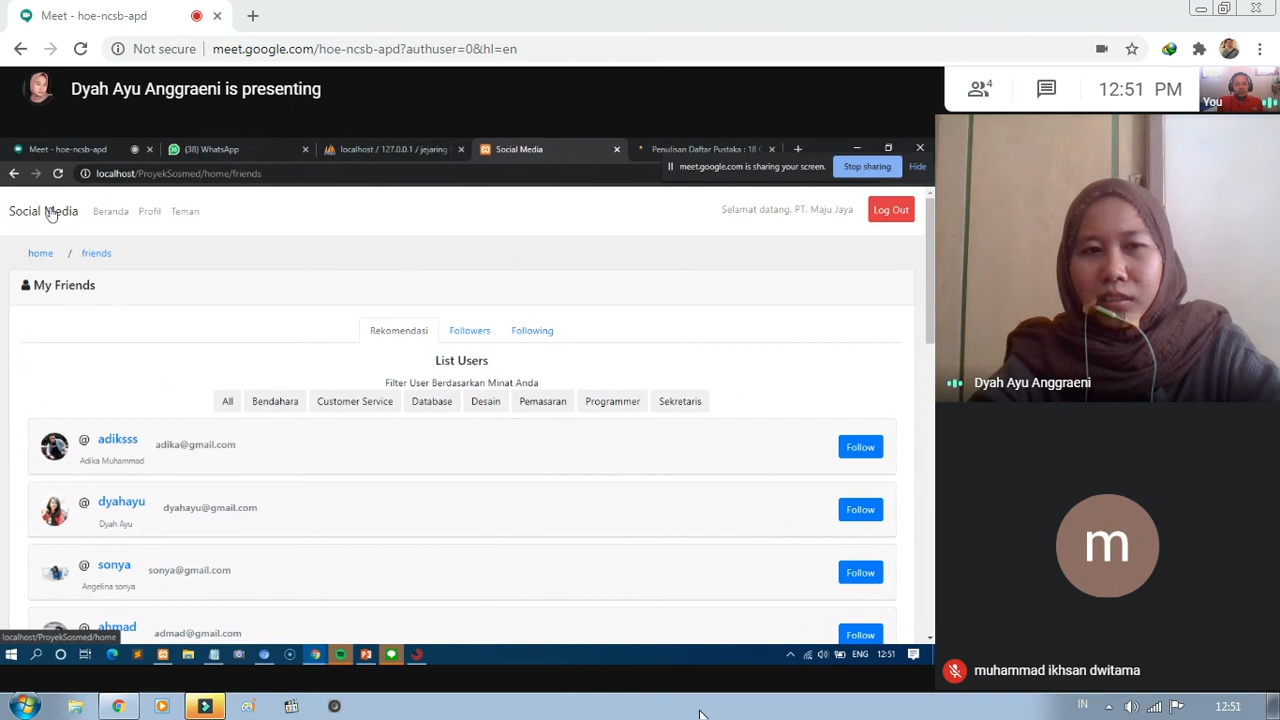 Meet - hoe-ncsb-apd
Not secure
meet.google.com/hoe-ncsb-apd?authuser=0&hl=en
Dyah Ayu Anggraeni is presenting
4
12:51 PM
You
Meet - hoe-ncsb-apd
(38) WhatsApp
localhost / 127.0.0.1 / jejaring
Social Media
Penulisan Daftar Pustaka : 10
localhost/ProyekSosmed/home/friends
meet.google.com is sharing your screen.
Stop sharing
Social Media
Beranda
Profil
Teman
Selamat datang, PT. Maju Jaya
Log Out
home / friends
My Friends
Rekomendasi
Followers
Following
List Users
Filter User Berdasarkan Minat Anda
All
Bendahara
Customer Service
Database
Desain
Pemasaran
Programmer
Sekretaris
@ adiksss
adika@gmail.com
Adika Muhammad
Follow
@ dyahayu
dyahayu@gmail.com
Dyah Ayu
Follow
@ sonya
sonya@gmail.com
Angelina sonya
Follow
@ ahmad
admad@gmail.com
Follow
localhost/ProyekSosmed/home
ENG
12:51
Dyah Ayu Anggraeni
m
muhammad ikhsan dwitama
IN
12:51